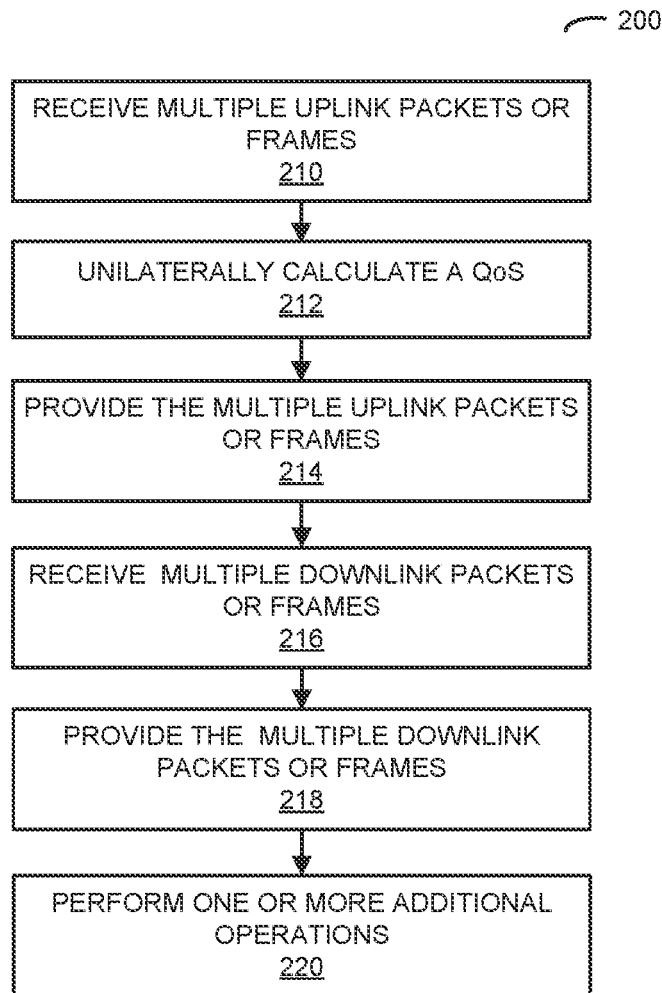 200
RECEIVE MULTIPLE UPLINK PACKETS OR
FRAMES
210
UNILATERALLY CALCULATE A QoS
212
PROVIDE THE MULTIPLE UPLINK PACKETS
OR FRAMES
214
RECEIVE MULTIPLE DOWNLINK PACKETS
OR FRAMES
216
PROVIDE THE MULTIPLE DOWNLINK
PACKETS OR FRAMES
218
PERFORM ONE OR MORE ADDITIONAL
OPERATIONS
220